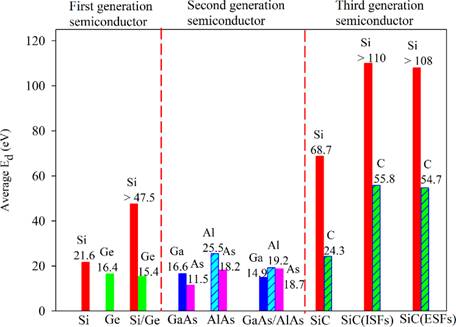 First generation
semiconductor
Second generation
semiconductor
Third generation
semiconductor
Average E_d (eV)
120
100
80
60
40
20
0
Si
21.6
Ge
16.4
Si
> 47.5
Ge
15.4
Ga
16.6
As
11.5
Al
25.5
As
18.2
Ga
14.9
Al
19.2
As
18.7
Si
68.7
C
24.3
Si
> 110
C
55.8
Si
> 108
C
54.7
Si Ge Si/Ge GaAs AlAs GaAs/AlAs SiC SiC(ISFs) SiC(ESFs)